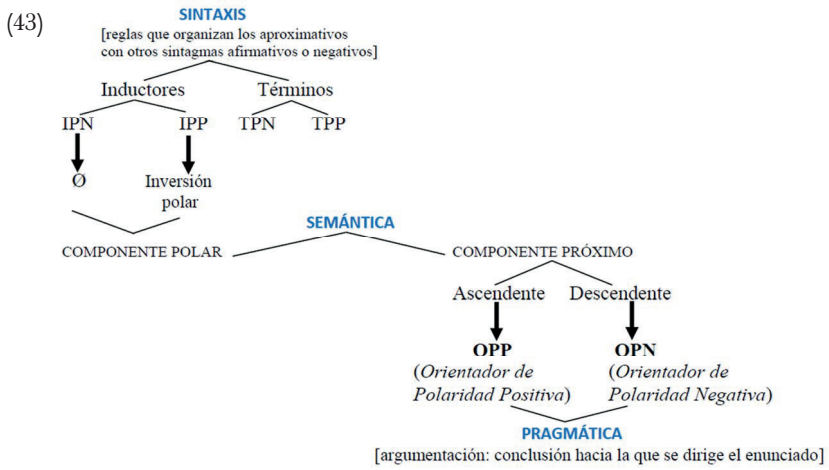 (43)
SINTAXIS
[reglas que organizan los aproximativos
con otros sintagmas afirmativos o negativos]
Inductores Términos
IPN IPP TPN TPP
Ø Inversión
polar
SEMÁNTICA
COMPONENTE POLAR COMPONENTE PRÓXIMO
Ascendente Descendente
OPP OPN
(Orientador de (Orientador de
Polaridad Positiva) Polaridad Negativa)
PRAGMÁTICA
[argumentación: conclusión hacia la que se dirige el enunciado]